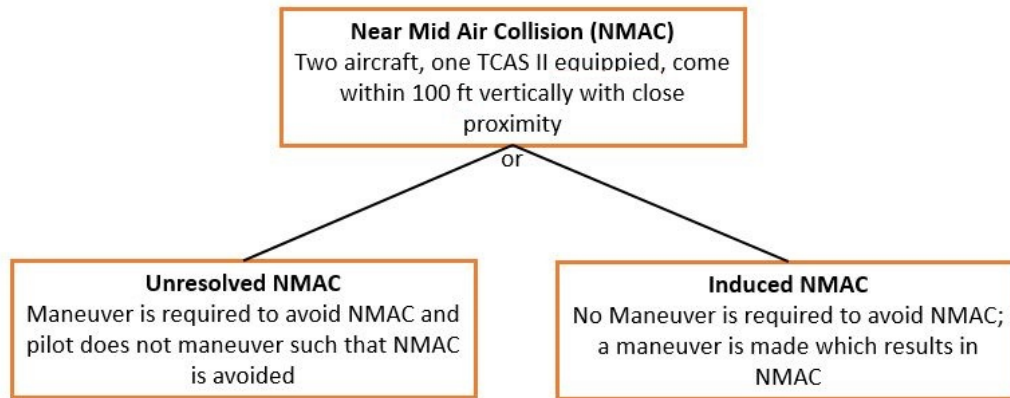 Near Mid Air Collision (NMAC)
Two aircraft, one TCAS II equippied, come
within 100 ft vertically with close
proximity
or
Unresolved NMAC
Maneuver is required to avoid NMAC and
pilot does not maneuver such that NMAC
is avoided
Induced NMAC
No Maneuver is required to avoid NMAC;
a maneuver is made which results in
NMAC